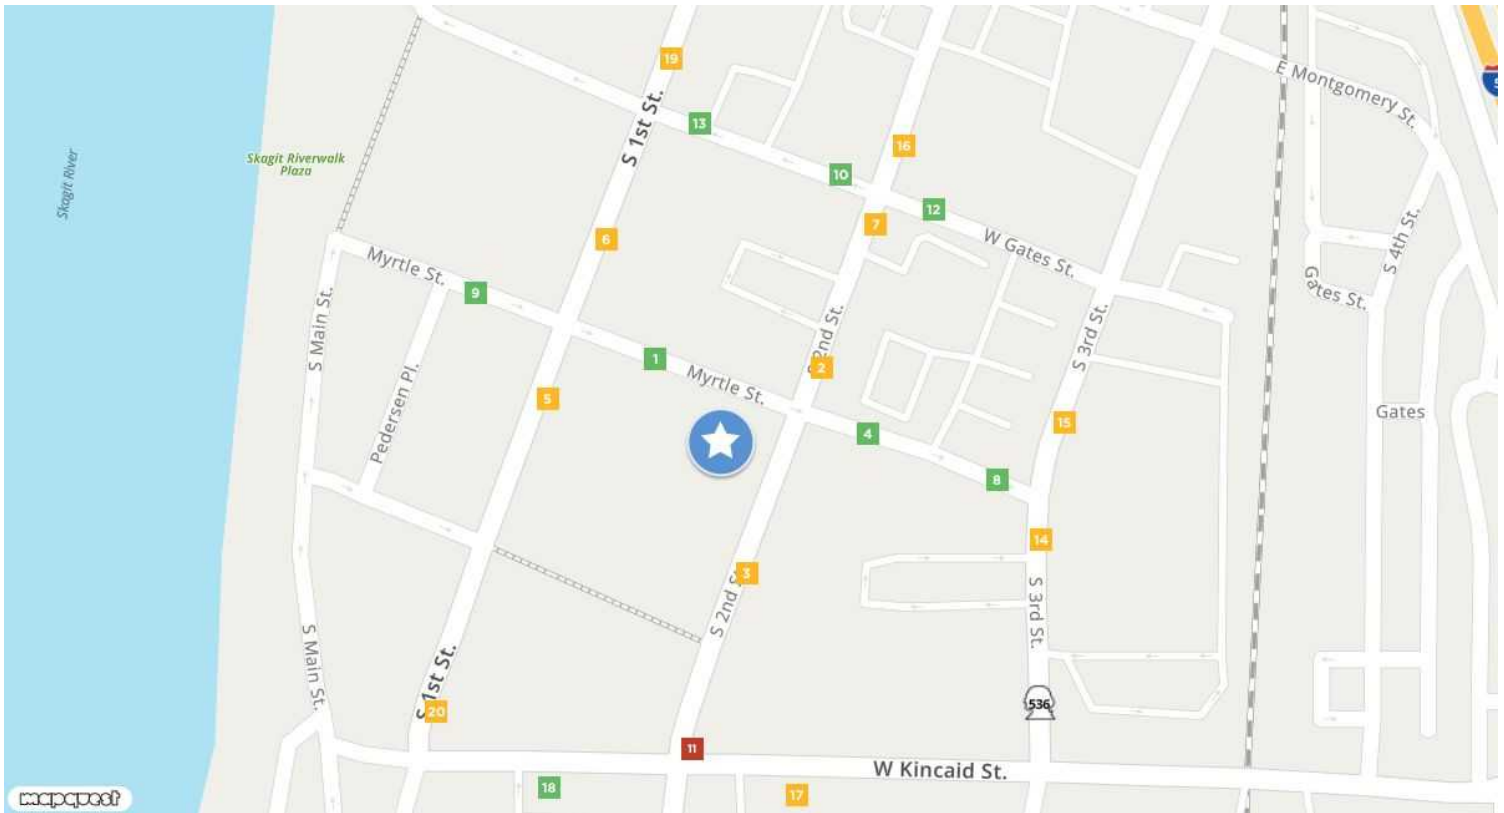 19
E Montgomery St.
5
S 1st St.
13
16
Skagit River
Skagit Riverwalk
Plaza
10
12
7
W Gates St.
S 4th St.
6
Myrtle St.
9
Gates St.
S Main St.
S 2nd St.
S 3rd St.
1
2
Myrtle St.
Pedersen Pl.
5
Gates
15
4
8
14
3
S 2nd St.
S 3rd St.
S Main St.
S 1st St.
20
536
11
W Kincaid St.
18
17
mapquest